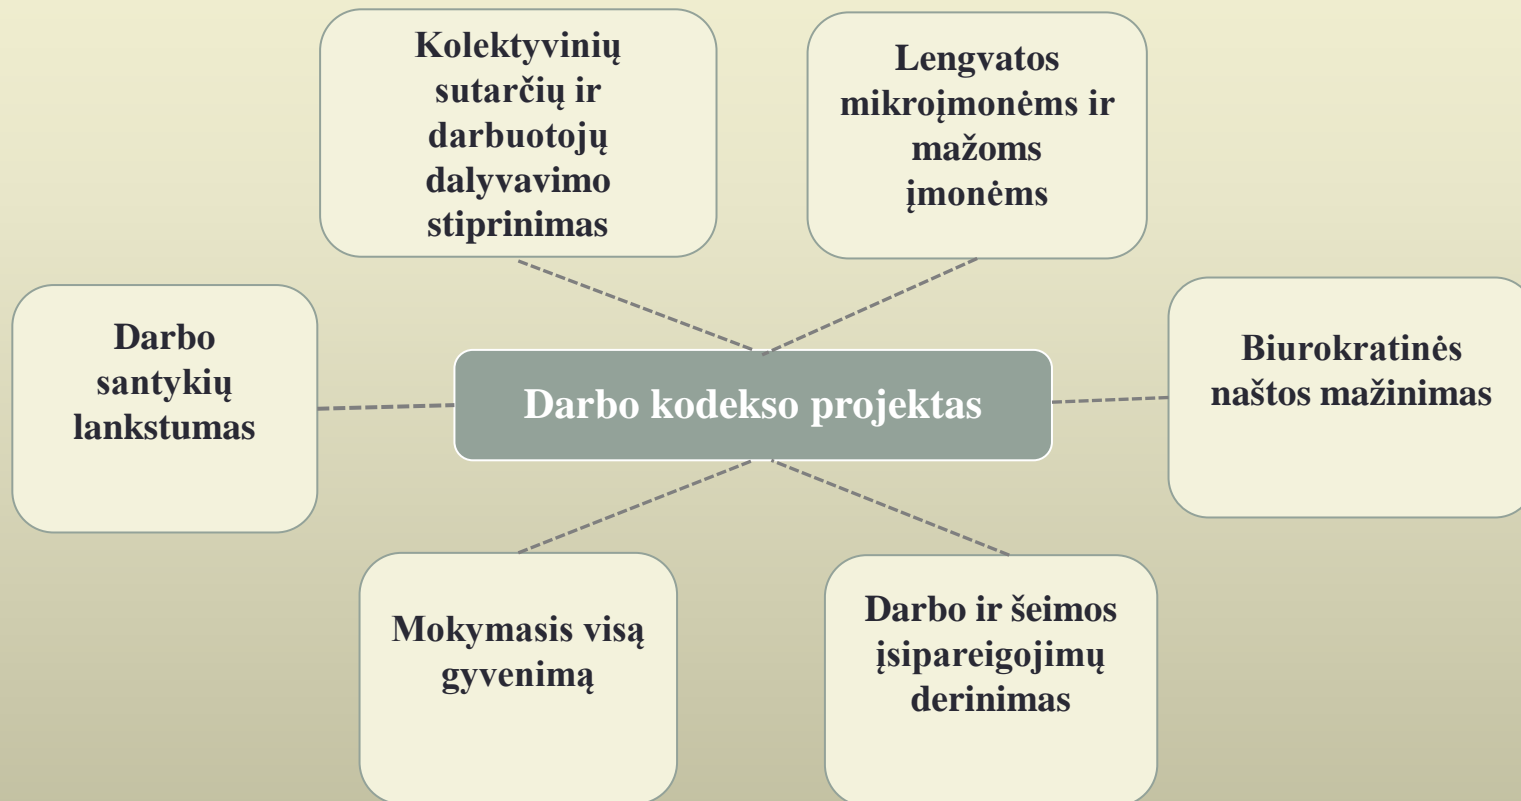 Kolektyvinių
sutarčių ir
darbuotojų
dalyvavimo
stiprinimas
Lengvatos
mikroįmonėms ir
mažoms
įmonėms
Darbo
santykių
lankstumas
Darbo kodekso projektas
Biurokratinės
naštos mažinimas
Mokymasis visą
gyvenimą
Darbo ir šeimos
įsipareigojimų
derinimas